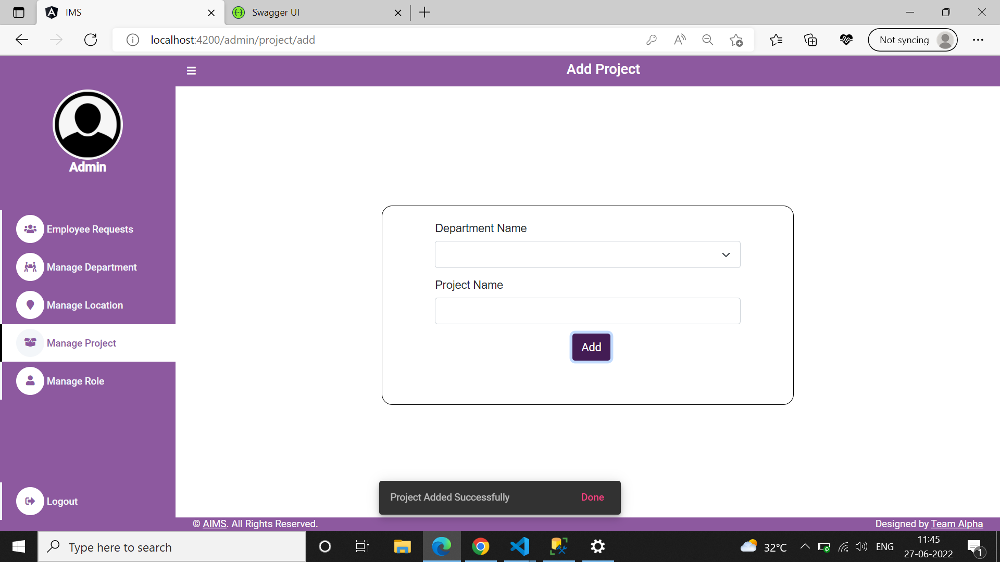 IMS
Swagger UI
localhost:4200/admin/project/add
Not syncing
Add Project
Admin
Employee Requests
Manage Department
Manage Location
Manage Project
Manage Role
Logout
Department Name
Project Name
Add
Project Added Successfully Done
© AIMS. All Rights Reserved.
Designed by Team Alpha
Type here to search
32°C
ENG
11:45
27-06-2022
1